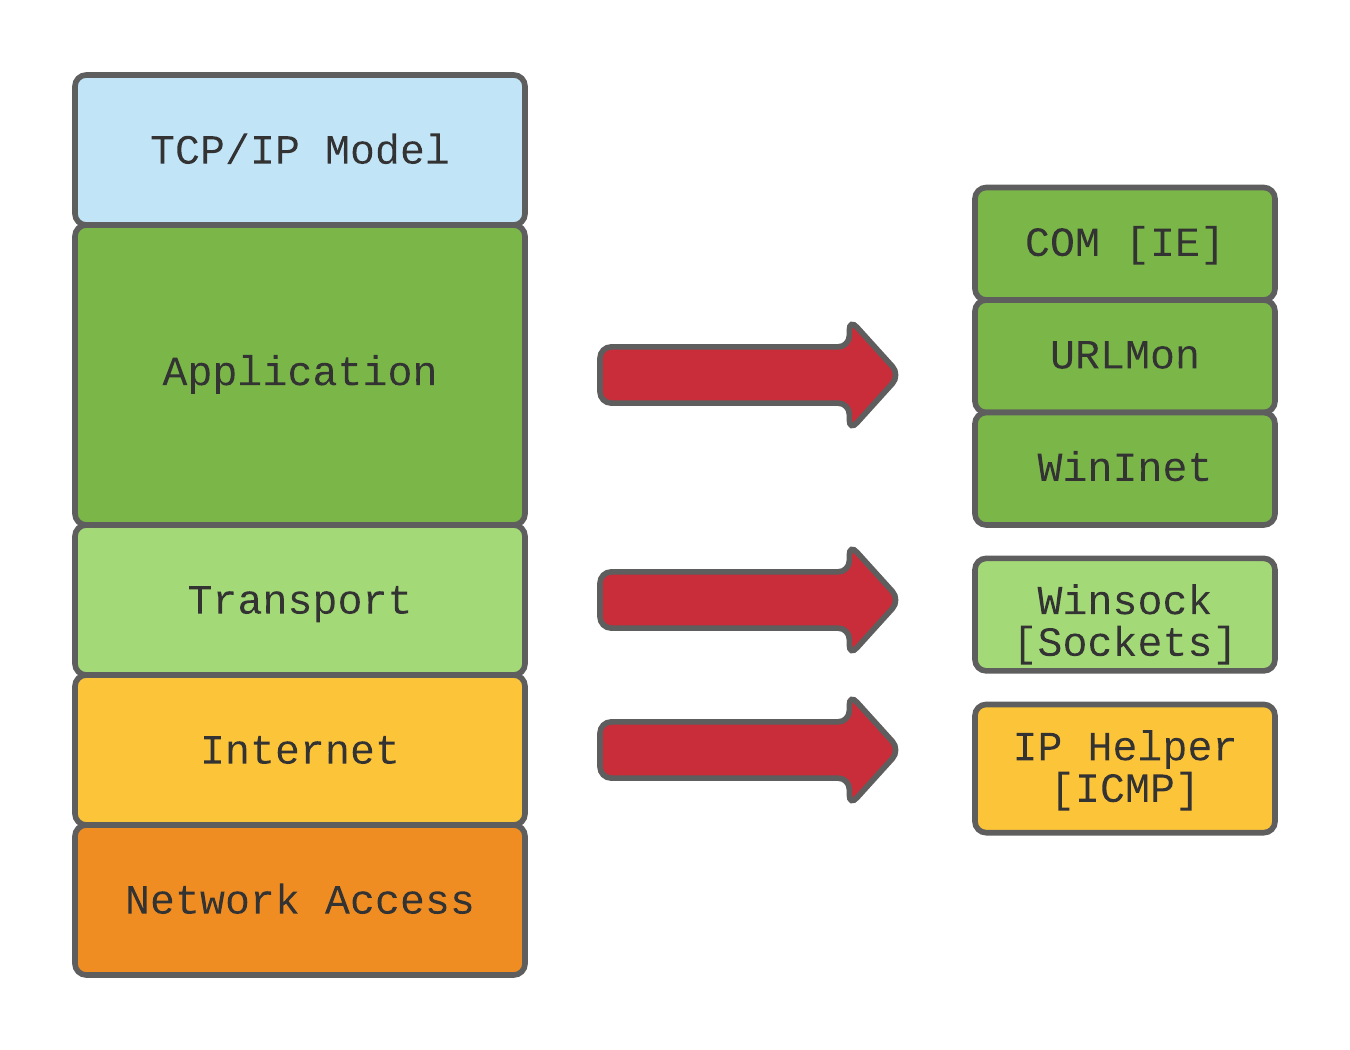 TCP/IP Model
Application
Transport
Internet
Network Access
COM [IE]
URLMon
WinInet
Winsock
[Sockets]
IP Helper
[ICMP]